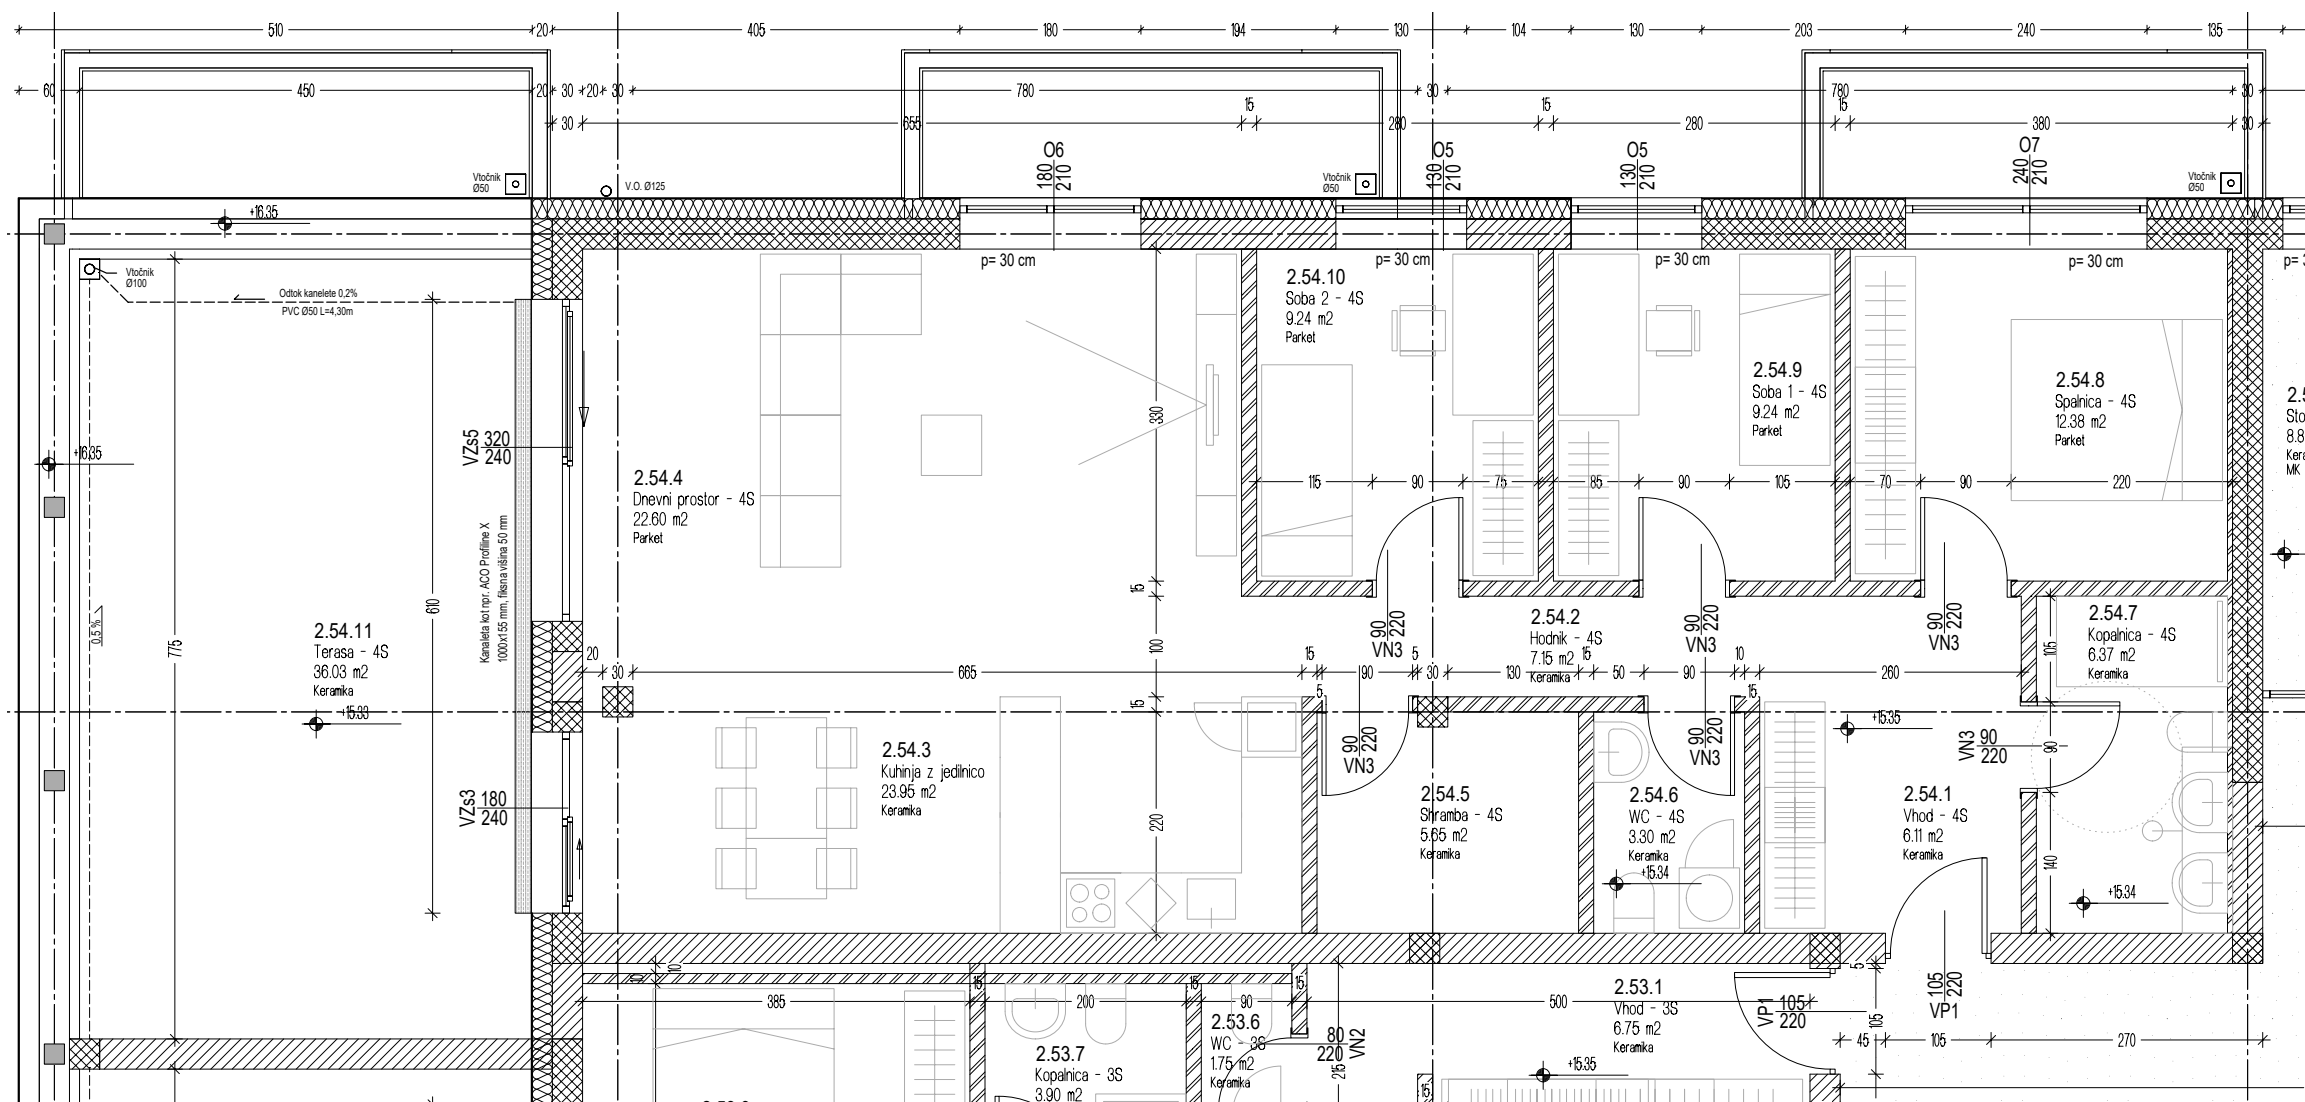 510
20
405
180
194
130
104
130
203
240
135
60
450
20
30
20
30
780
30
780
30
30
655
15
280
15
280
15
380
30
O6
180
210
O5
130
210
O5
130
210
O7
240
210
Vtočnik
Ø50
V.O. Ø125
Vtočnik
Ø50
Vtočnik
Ø50
+16.35
p= 30 cm
p= 30 cm
p= 30 cm
p= 30 cm
Vtočnik
Ø100
Odtok kanelete 0,2%
PVC Ø50 L=4,30m
2.54.10
Soba 2 - 4S
9.24 m2
Parket
2.54.9
Soba 1 - 4S
9.24 m2
Parket
2.54.8
Spalnica - 4S
12.38 m2
Parket
+16.35
VZs5
320
240
2.54.4
Dnevni prostor - 4S
22.60 m2
Parket
330
115
90
75
85
90
105
70
90
220
MK
Kanaleta kot npr. ACO Profiline X
1000x155 mm, fiksna višina 50 mm
610
775
0,5 %
15
100
15
220
2.54.11
Terasa - 4S
36.03 m2
Keramika
+15.33
90
220
VN3
90
220
VN3
90
220
VN3
2.54.2
Hodnik - 4S
7.15 m2
Keramika
2.54.7
Kopalnica - 4S
6.37 m2
Keramika
105
20
30
665
15
90
5
30
130
15
50
90
10
260
5
15
90
220
VN3
90
220
VN3
+15.35
VN3
90
220
90
2.54.3
Kuhinja z jedilnico
23.95 m2
Keramika
VZs3
180
240
2.54.5
Shramba - 4S
5.65 m2
Keramika
2.54.6
WC - 4S
3.30 m2
Keramika
+15.34
2.54.1
Vhod - 4S
6.11 m2
Keramika
140
+15.34
10
10
385
15
200
15
90
15
500
2.53.1
Vhod - 3S
6.75 m2
Keramika
VP1
105
220
5
105
105
220
VP1
45
105
270
2.53.7
Kopalnica - 3S
3.90 m2
2.53.6
WC - 3S
1.75 m2
Keramika
80
220
VN2
215
+15.35
15